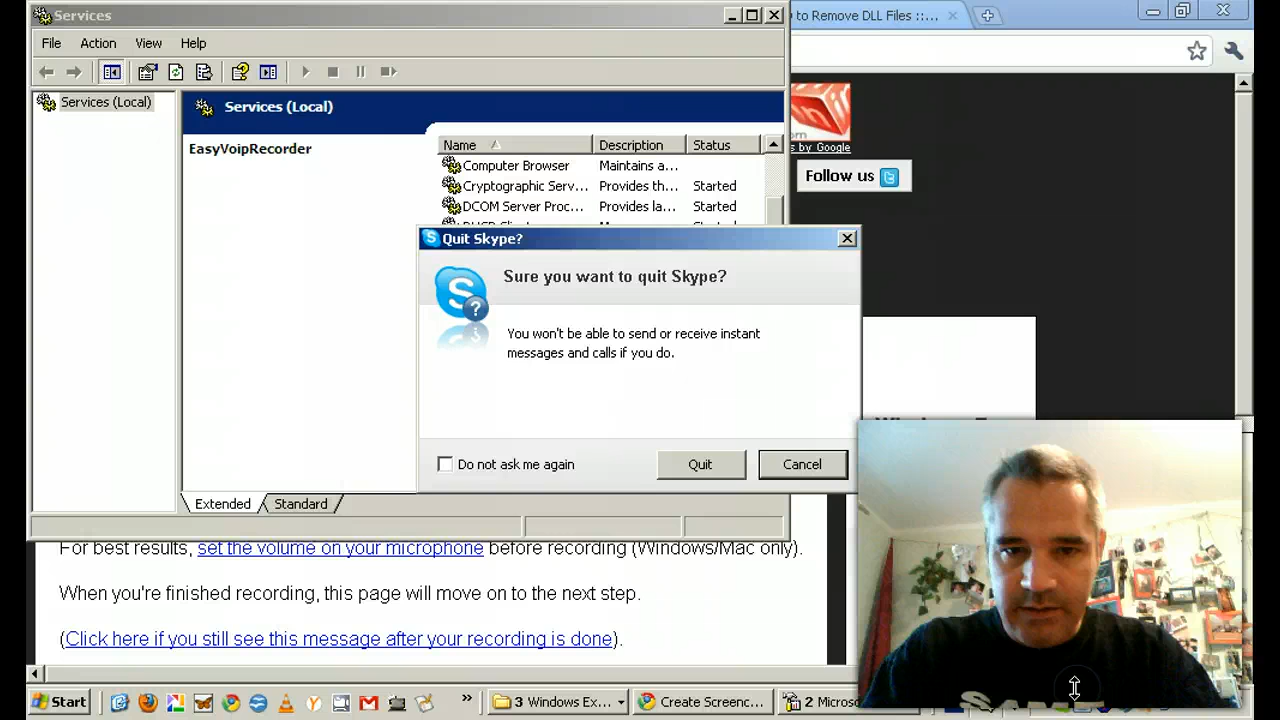 Services
to Remove DLL Files ::...
File Action View Help
Services (Local)
Services (Local)
EasyVoipRecorder
Name Description Status
Computer Browser Maintains a...
Cryptographic Serv... Provides th... Started
DCOM Server Proc... Provides la... Started
s by Google
Follow us
Quit Skype?
Sure you want to quit Skype?
You won't be able to send or receive instant
messages and calls if you do.
Do not ask me again
Quit
Cancel
Extended Standard
For best results, set the volume on your microphone before recording (Windows/Mac only).
When you're finished recording, this page will move on to the next step.
(Click here if you still see this message after your recording is done).
Start
3 Windows Ex...
Create Screenc...
2 Micros